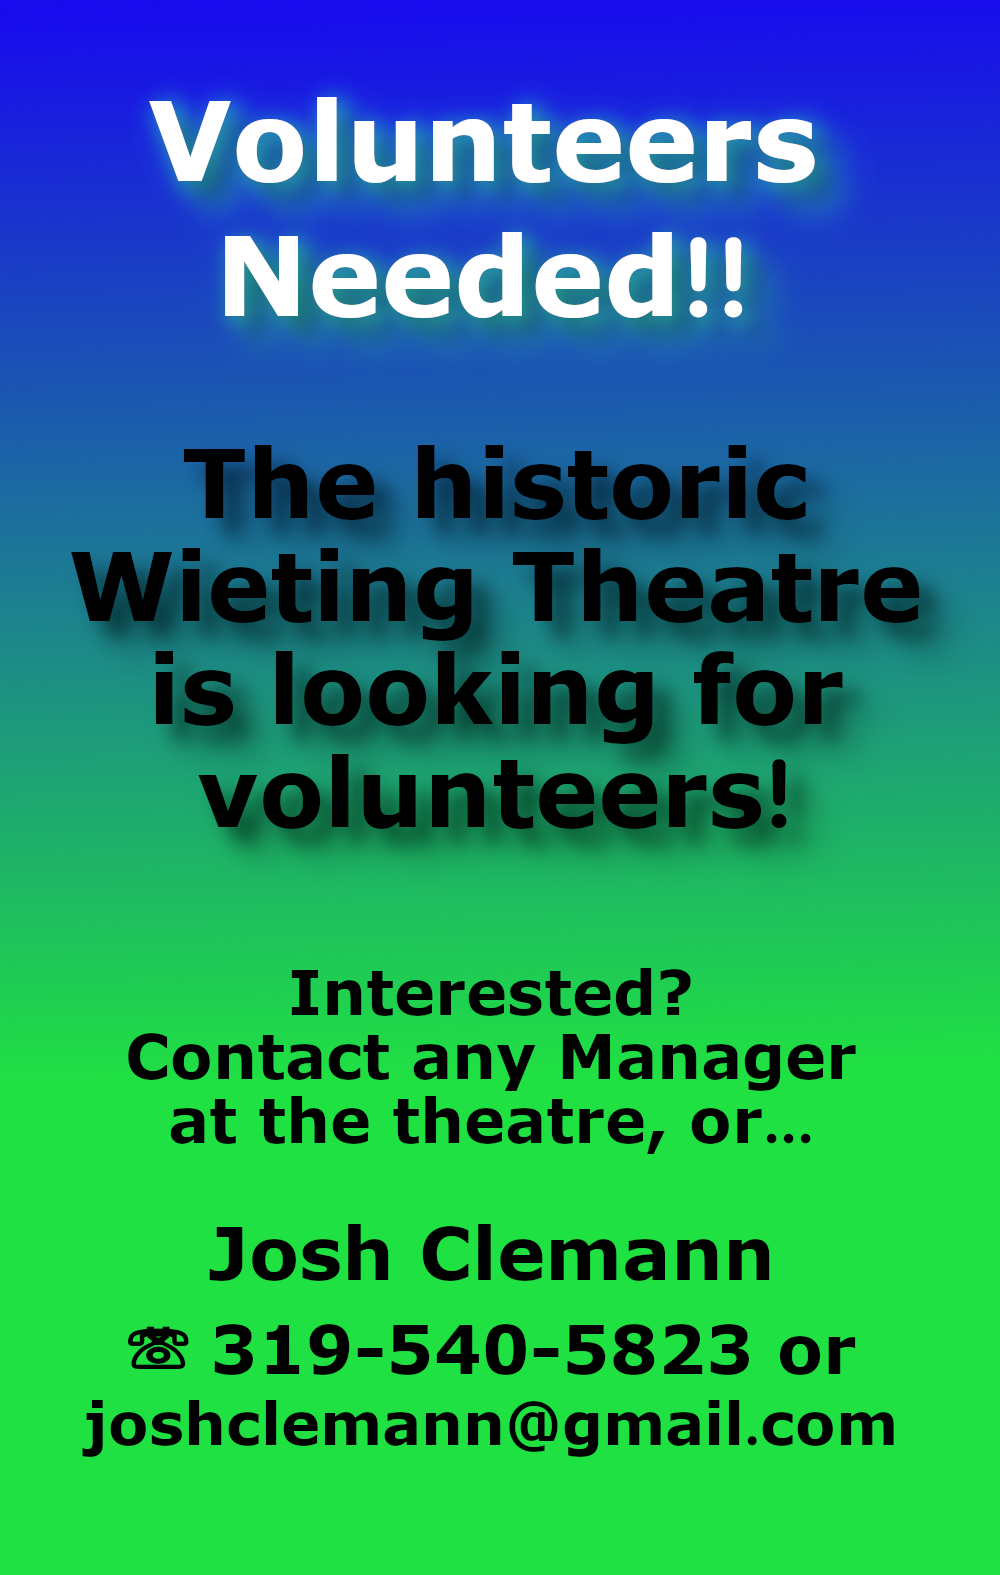 Volunteers
Needed!!
The historic
Wieting Theatre
is looking for
volunteers!
Interested?
Contact any Manager
at the theatre, or...
Josh Clemann
☏ 319-540-5823 or
joshclemann@gmail.com